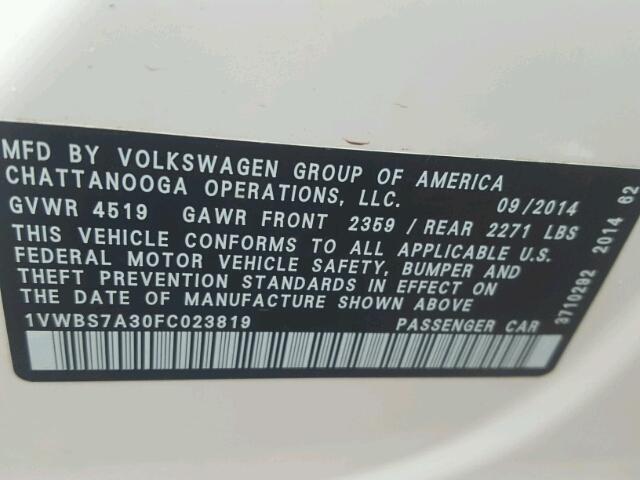 MFD BY VOLKSWAGEN GROUP OF AMERICA
CHATTANOOGA OPERATIONS, LLC. 09/2014
GVWR 4519 GAWR FRONT 2359 / REAR 2271 LBS
THIS VEHICLE CONFORMS TO ALL APPLICABLE U.S.
FEDERAL MOTOR VEHICLE SAFETY, BUMPER AND
THEFT PREVENTION STANDARDS IN EFFECT ON
THE DATE OF MANUFACTURE SHOWN ABOVE
1VWBS7A30FC023819 PASSENGER CAR
3710292 2014 62